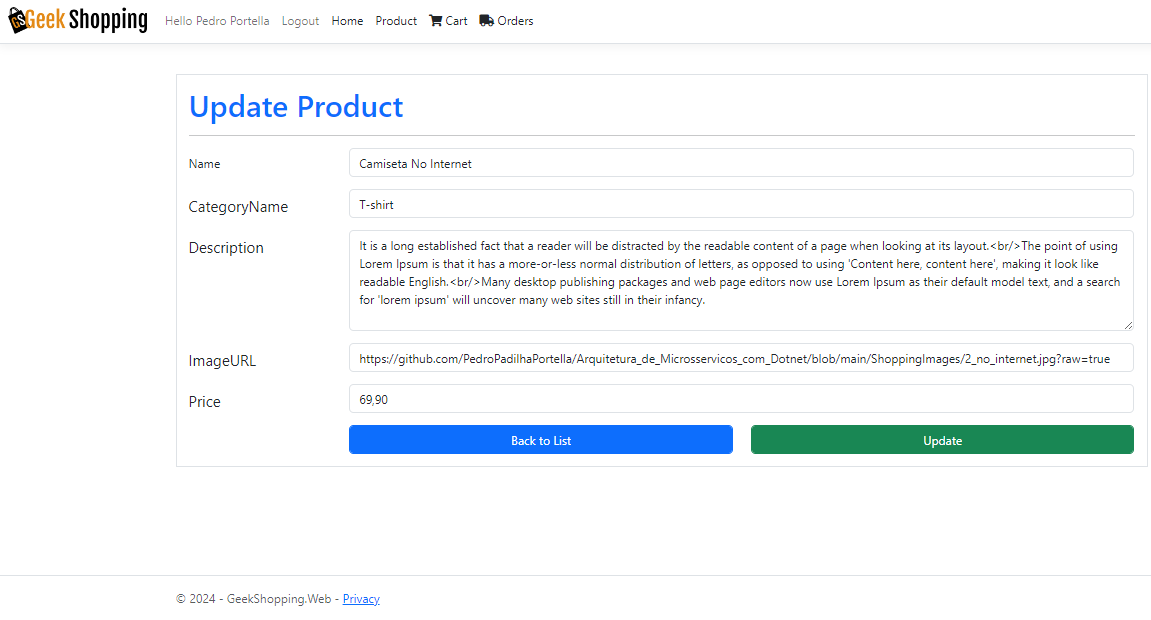 GS Geek Shopping Hello Pedro Portella Logout Home Product Cart Orders
Update Product
Name Camiseta No Internet
CategoryName T-shirt
Description It is a long established fact that a reader will be distracted by the readable content of a page when looking at its layout.<br/>The point of using
Lorem Ipsum is that it has a more-or-less normal distribution of letters, as opposed to using 'Content here, content here', making it look like
readable English.<br/>Many desktop publishing packages and web page editors now use Lorem Ipsum as their default model text, and a search
for 'lorem ipsum' will uncover many web sites still in their infancy.
ImageURL https://github.com/PedroPadilhaPortella/Arquitetura_de_Microsservicos_com_Dotnet/blob/main/ShoppingImages/2_no_internet.jpg?raw=true
Price 69,90
Back to List Update
© 2024 - GeekShopping.Web - Privacy